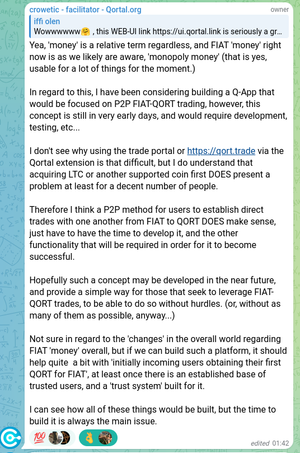 crowetic - facilitator - Qortal.org
owner
iffi olen
Wowwwwww🤗 , this WEB-UI link https://ui.qortal.link is seriously a gr...
Yea, 'money' is a relative term regardless, and FIAT 'money' right
now is as we likely are aware, 'monopoly money' (that is yes,
usable for a lot of things for the moment.)
In regard to this, I have been considering building a Q-App that
would be focused on P2P FIAT-QORT trading, however, this
concept is still in very early days, and would require development,
testing, etc...
I don't see why using the trade portal or https://qort.trade via the
Qortal extension is that difficult, but I do understand that
acquiring LTC or another supported coin first DOES present a
problem at least for a decent number of people.
Therefore I think a P2P method for users to establish direct
trades with one another from FIAT to QORT DOES make sense,
just have to have the time to develop it, and the other
functionality that will be required in order for it to become
successful.
Hopefully such a concept may be developed in the near future,
and provide a simple way for those that seek to leverage FIAT-
QORT trades, to be able to do so without hurdles. (or, without as
many of them as possible, anyway...)
Not sure in regard to the 'changes' in the overall world regarding
FIAT 'money' overall, but if we can build such a platform, it should
help quite  a bit with 'initially incoming users obtaining their first
QORT for FIAT', at least once there is an established base of
trusted users, and a 'trust system' built for it.
I can see how all of these things would be built, but the time to
build it is always the main issue.
💯
👌
edited 01:42